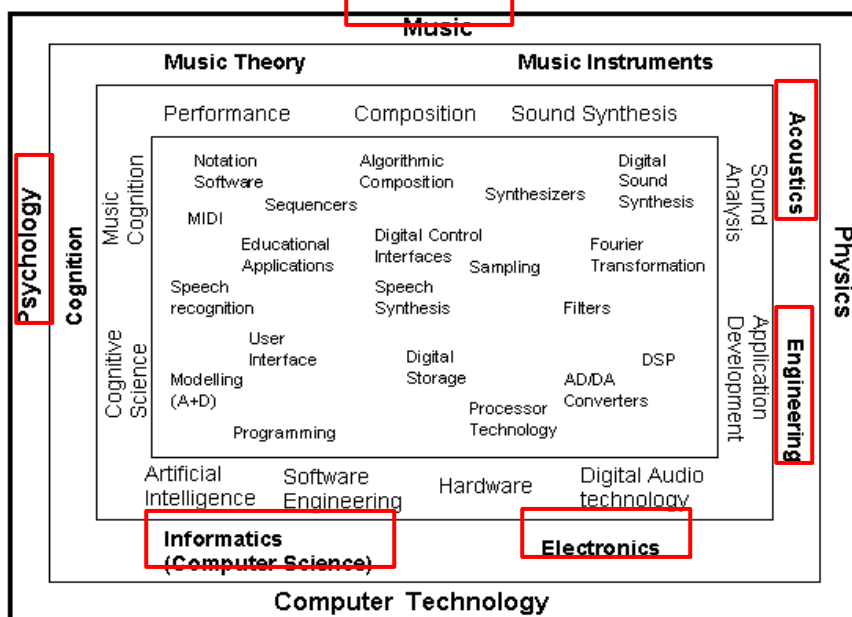 Music
Music Theory
Music Instruments
Performance
Composition
Sound Synthesis
Psychology
Cognition
Music
Cognition
Cognitive
Science
Notation
Software
Algorithmic
Composition
Digital
Sound
Synthesis
Synthesizers
Sequencers
MIDI
Educational
Applications
Digital Control
Interfaces
Sampling
Fourier
Transformation
Speech
recognition
Speech
Synthesis
Filters
User
Interface
Digital
Storage
DSP
Modelling
(A+D)
AD/DA
Converters
Processor
Technology
Programming
Sound
Analysis
Application
Development
Acoustics
Engineering
Physics
Artificial
Intelligence
Software
Engineering
Hardware
Digital Audio
technology
Informatics
(Computer Science)
Electronics
Computer Technology